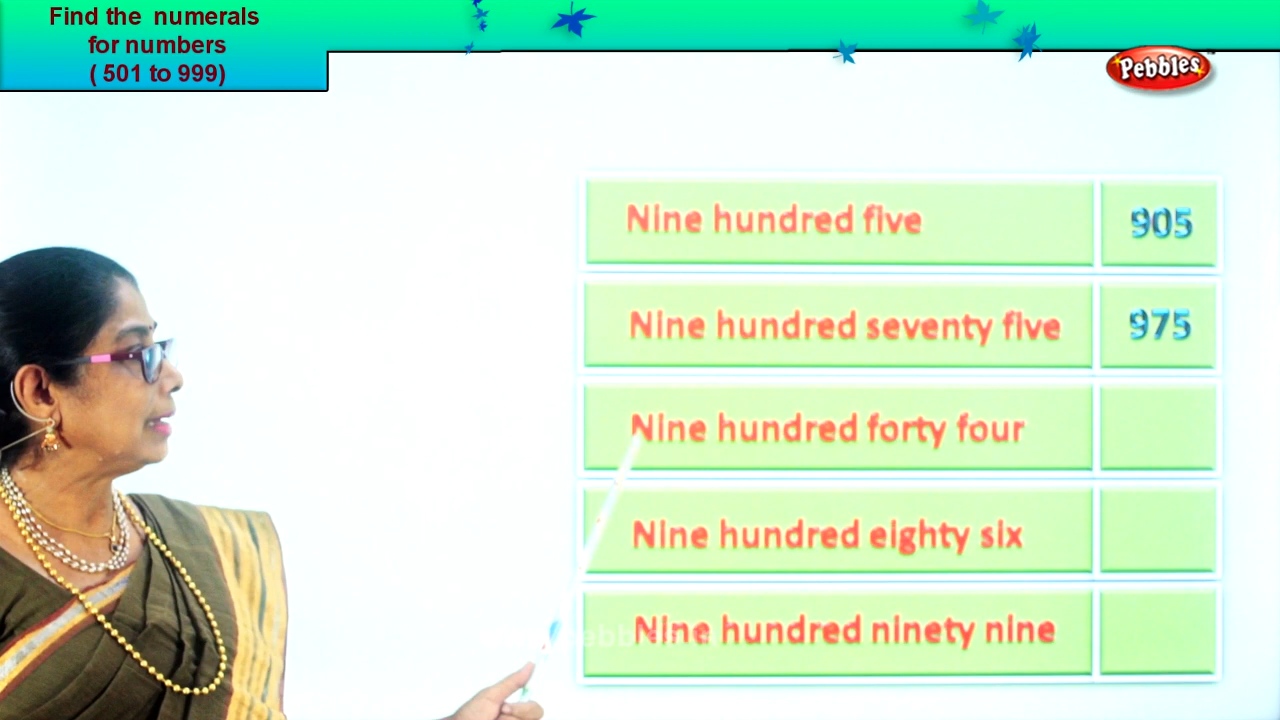 Find the numerals
for numbers
( 501 to 999)
Pebbles
Nine hundred five 905
Nine hundred seventy five 975
Nine hundred forty four
Nine hundred eighty six
Nine hundred ninety nine